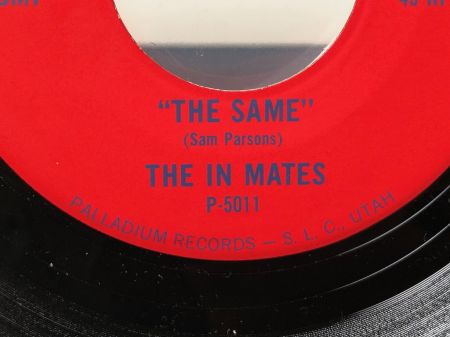 "THE SAME"
(Sam Parsons)
THE IN MATES
P-5011
PALLADIUM RECORDS — S. L. C., UTAH